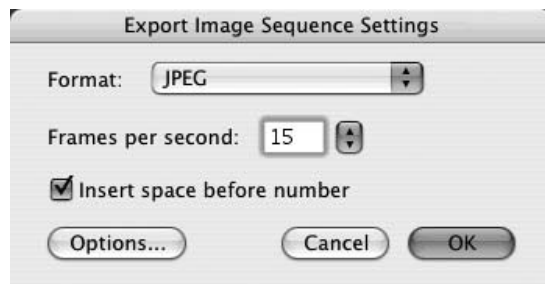 Export Image Sequence Settings
Format: JPEG
Frames per second: 15
Insert space before number
Options... Cancel OK